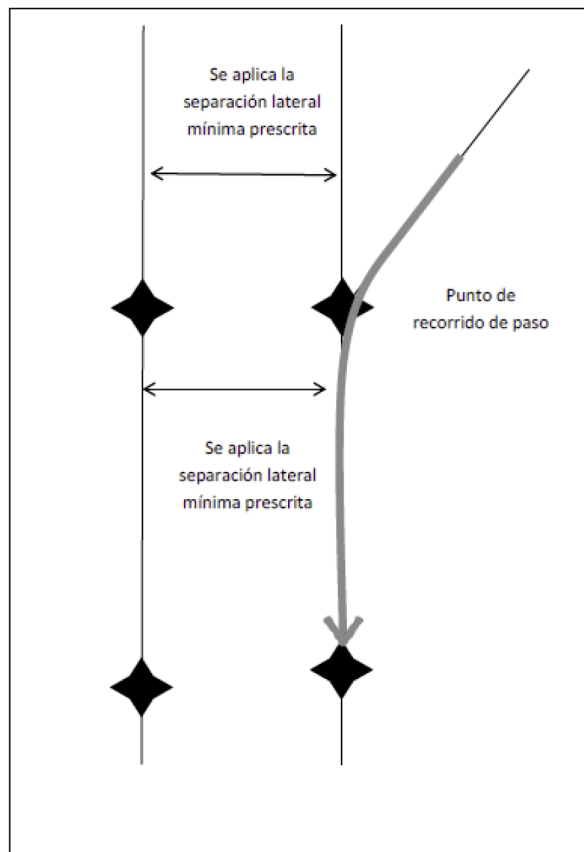 Se aplica la
separación lateral
mínima prescrita
Punto de
recorrido de paso
Se aplica la
separación lateral
mínima prescrita